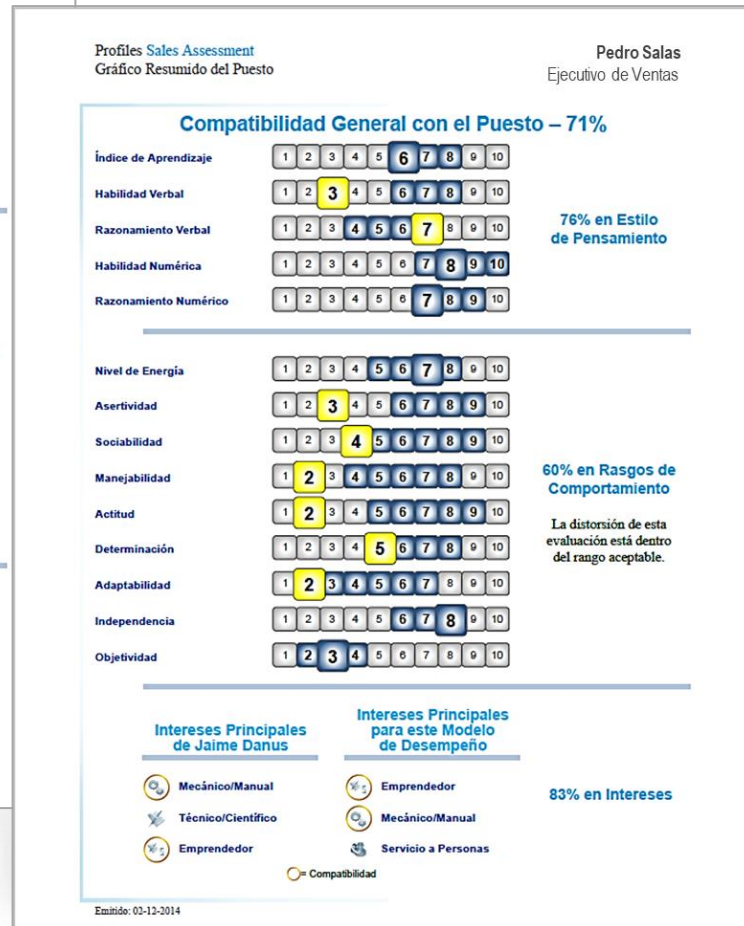 Profiles Sales Assessment
Gráfico Resumido del Puesto
Pedro Salas
Ejecutivo de Ventas
Compatibilidad General con el Puesto – 71%
Índice de Aprendizaje 1 2 3 4 5 6 7 8 9 10
Habilidad Verbal 1 2 3 4 5 6 7 8 9 10
Razonamiento Verbal 1 2 3 4 5 6 7 8 9 10
Habilidad Numérica 1 2 3 4 5 6 7 8 9 10
Razonamiento Numérico 1 2 3 4 5 6 7 8 9 10
76% en Estilo
de Pensamiento
Nivel de Energía 1 2 3 4 5 6 7 8 9 10
Asertividad 1 2 3 4 5 6 7 8 9 10
Sociabilidad 1 2 3 4 5 6 7 8 9 10
Manejabilidad 1 2 3 4 5 6 7 8 9 10
Actitud 1 2 3 4 5 6 7 8 9 10
Determinación 1 2 3 4 5 6 7 8 9 10
Adaptabilidad 1 2 3 4 5 6 7 8 9 10
Independencia 1 2 3 4 5 6 7 8 9 10
Objetividad 1 2 3 4 5 6 7 8 9 10
60% en Rasgos de
Comportamiento
La distorsión de esta
evaluación está dentro
del rango aceptable.
Intereses Principales
de Jaime Danus
Mecánico/Manual
Técnico/Científico
Emprendedor
Intereses Principales
para este Modelo
de Desempeño
Emprendedor
Mecánico/Manual
Servicio a Personas
83% en Intereses
= Compatibilidad
Emitido: 02-12-2014